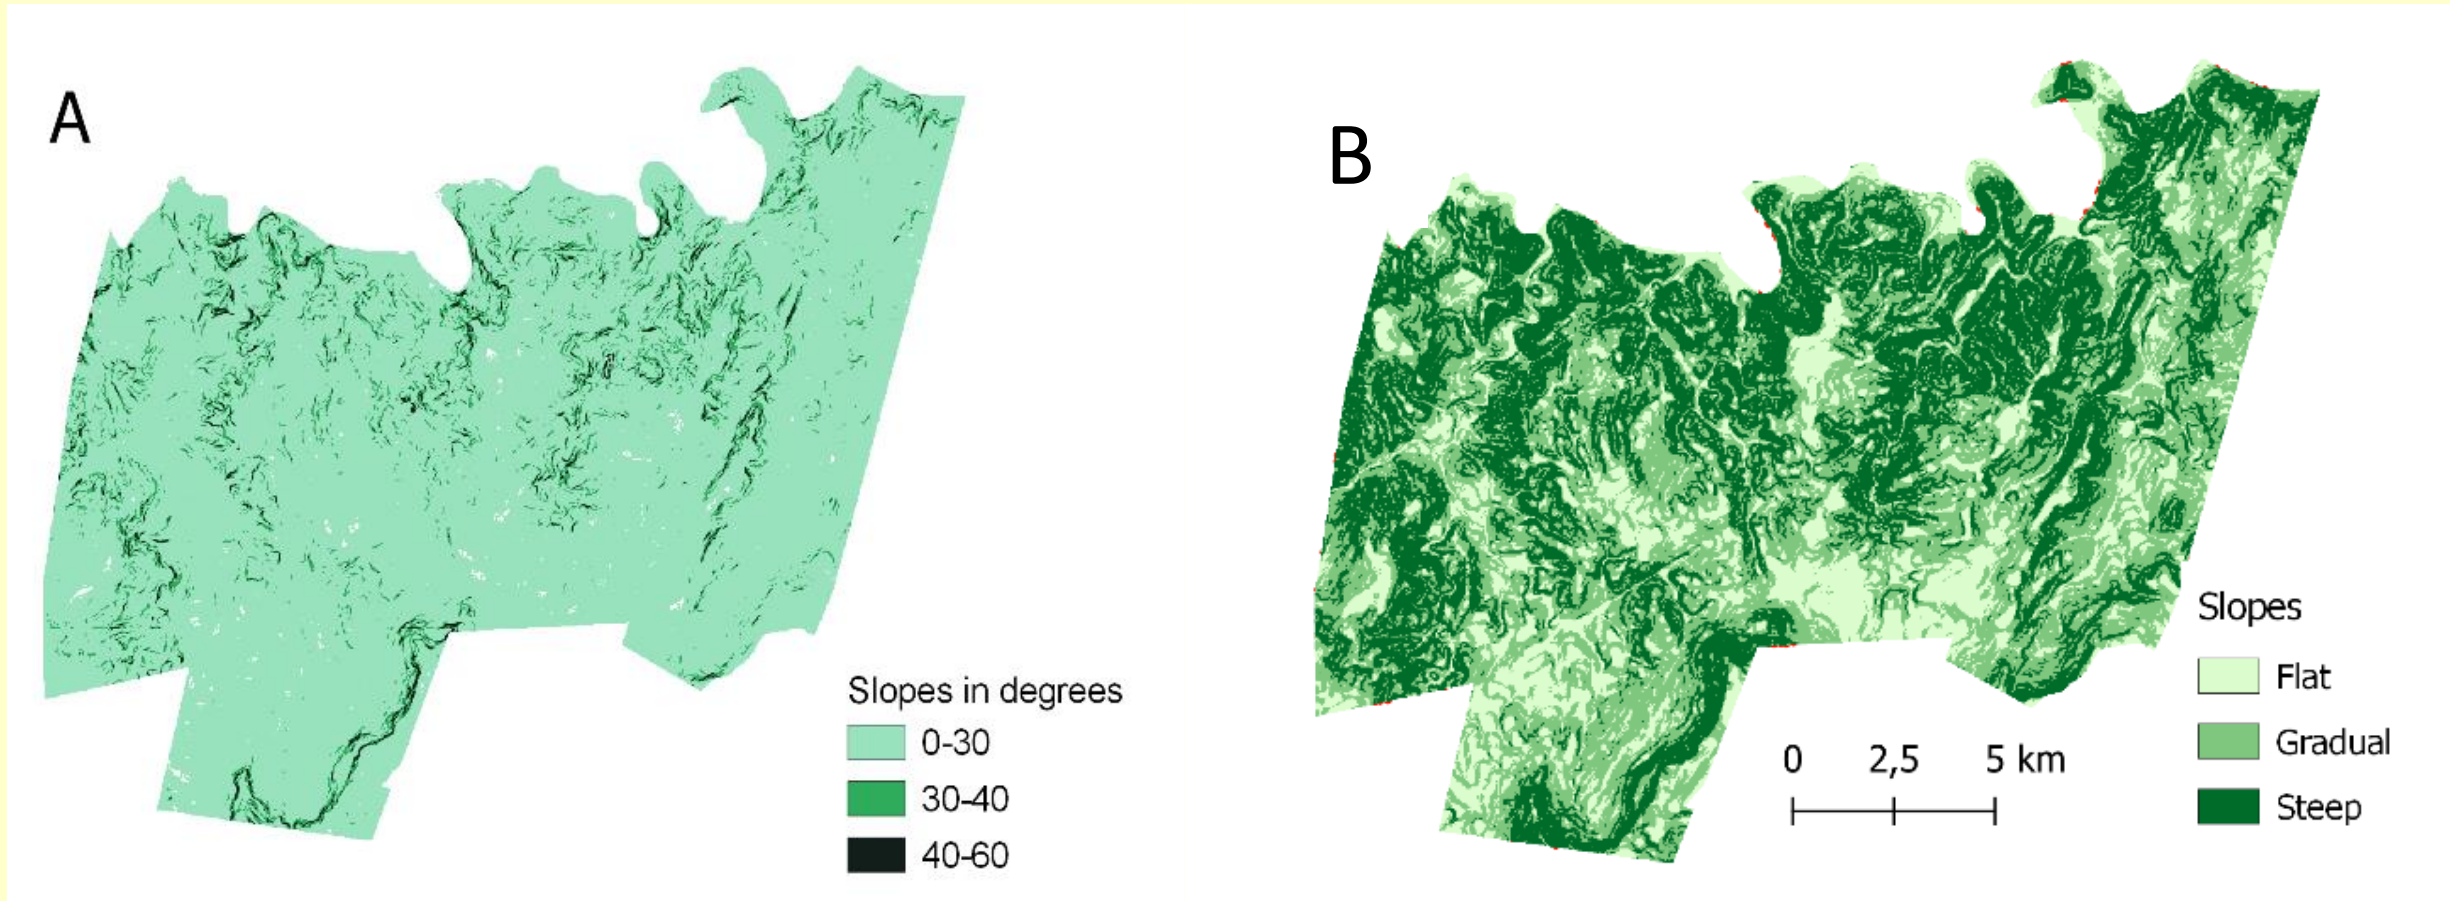 A
Slopes in degrees
0-30
30-40
40-60
B
Slopes
Flat
Gradual
Steep
0 2,5 5 km